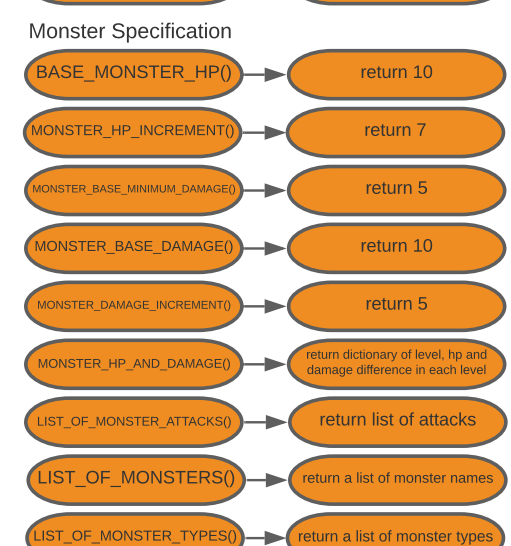 Monster Specification
BASE_MONSTER_HP()
return 10
MONSTER_HP_INCREMENT()
return 7
MONSTER_BASE_MINIMUM_DAMAGE()
return 5
MONSTER_BASE_DAMAGE()
return 10
MONSTER_DAMAGE_INCREMENT()
return 5
MONSTER_HP_AND_DAMAGE()
return dictionary of level, hp and
damage difference in each level
LIST_OF_MONSTER_ATTACKS()
return list of attacks
LIST_OF_MONSTERS()
return a list of monster names
LIST_OF_MONSTER_TYPES()
return a list of monster types